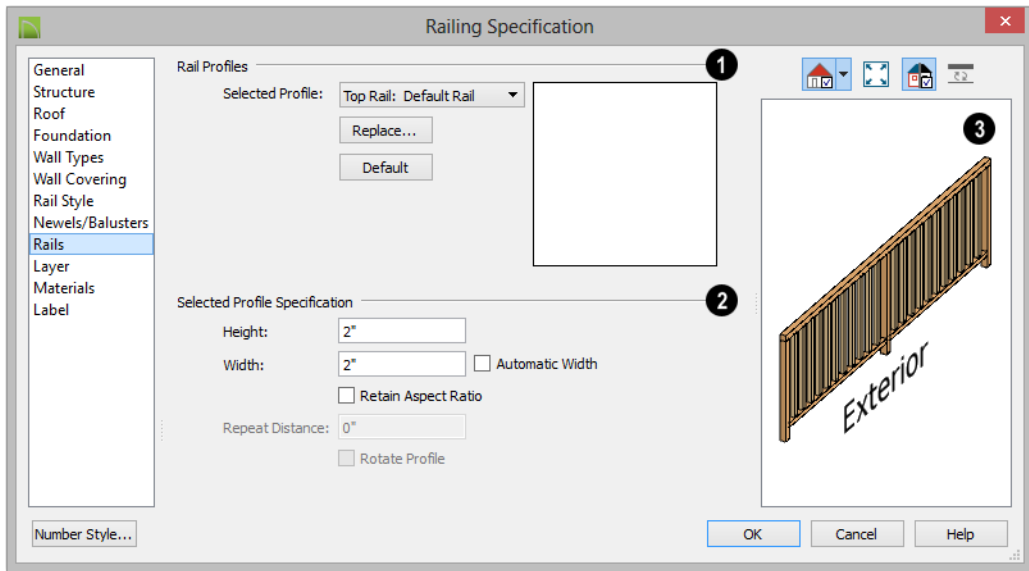 Railing Specification
General
Structure
Roof
Foundation
Wall Types
Wall Covering
Rail Style
Newels/Balusters
Rails
Layer
Materials
Label
Rail Profiles
1
Selected Profile: Top Rail: Default Rail
Replace...
Default
Selected Profile Specification
2
Height: 2"
Width: 2" Automatic Width
Retain Aspect Ratio
Repeat Distance: 0"
Rotate Profile
3
Exterior
Number Style...
OK
Cancel
Help